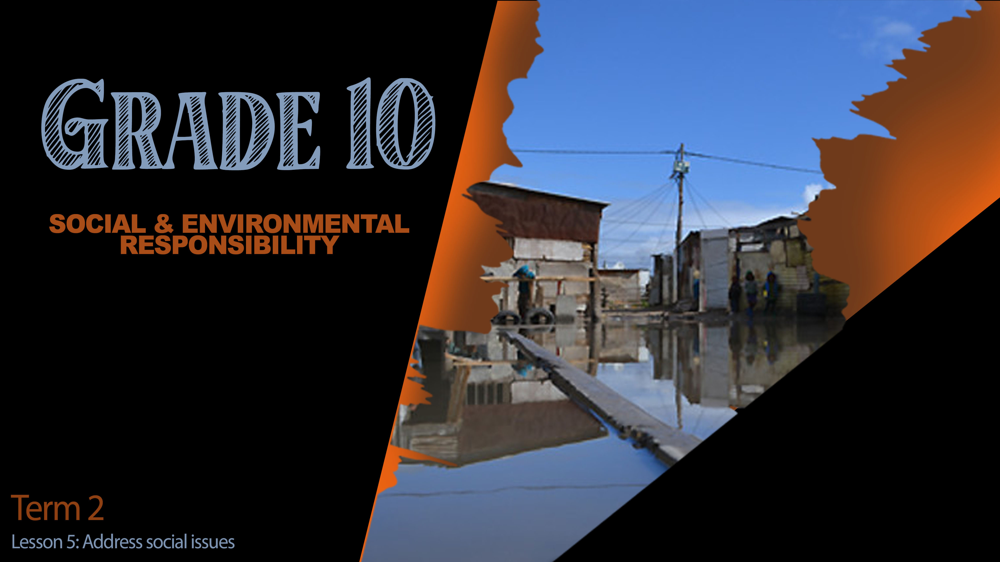 GRADE 10
SOCIAL & ENVIRONMENTAL
RESPONSIBILITY
Term 2
Lesson 5: Address social issues